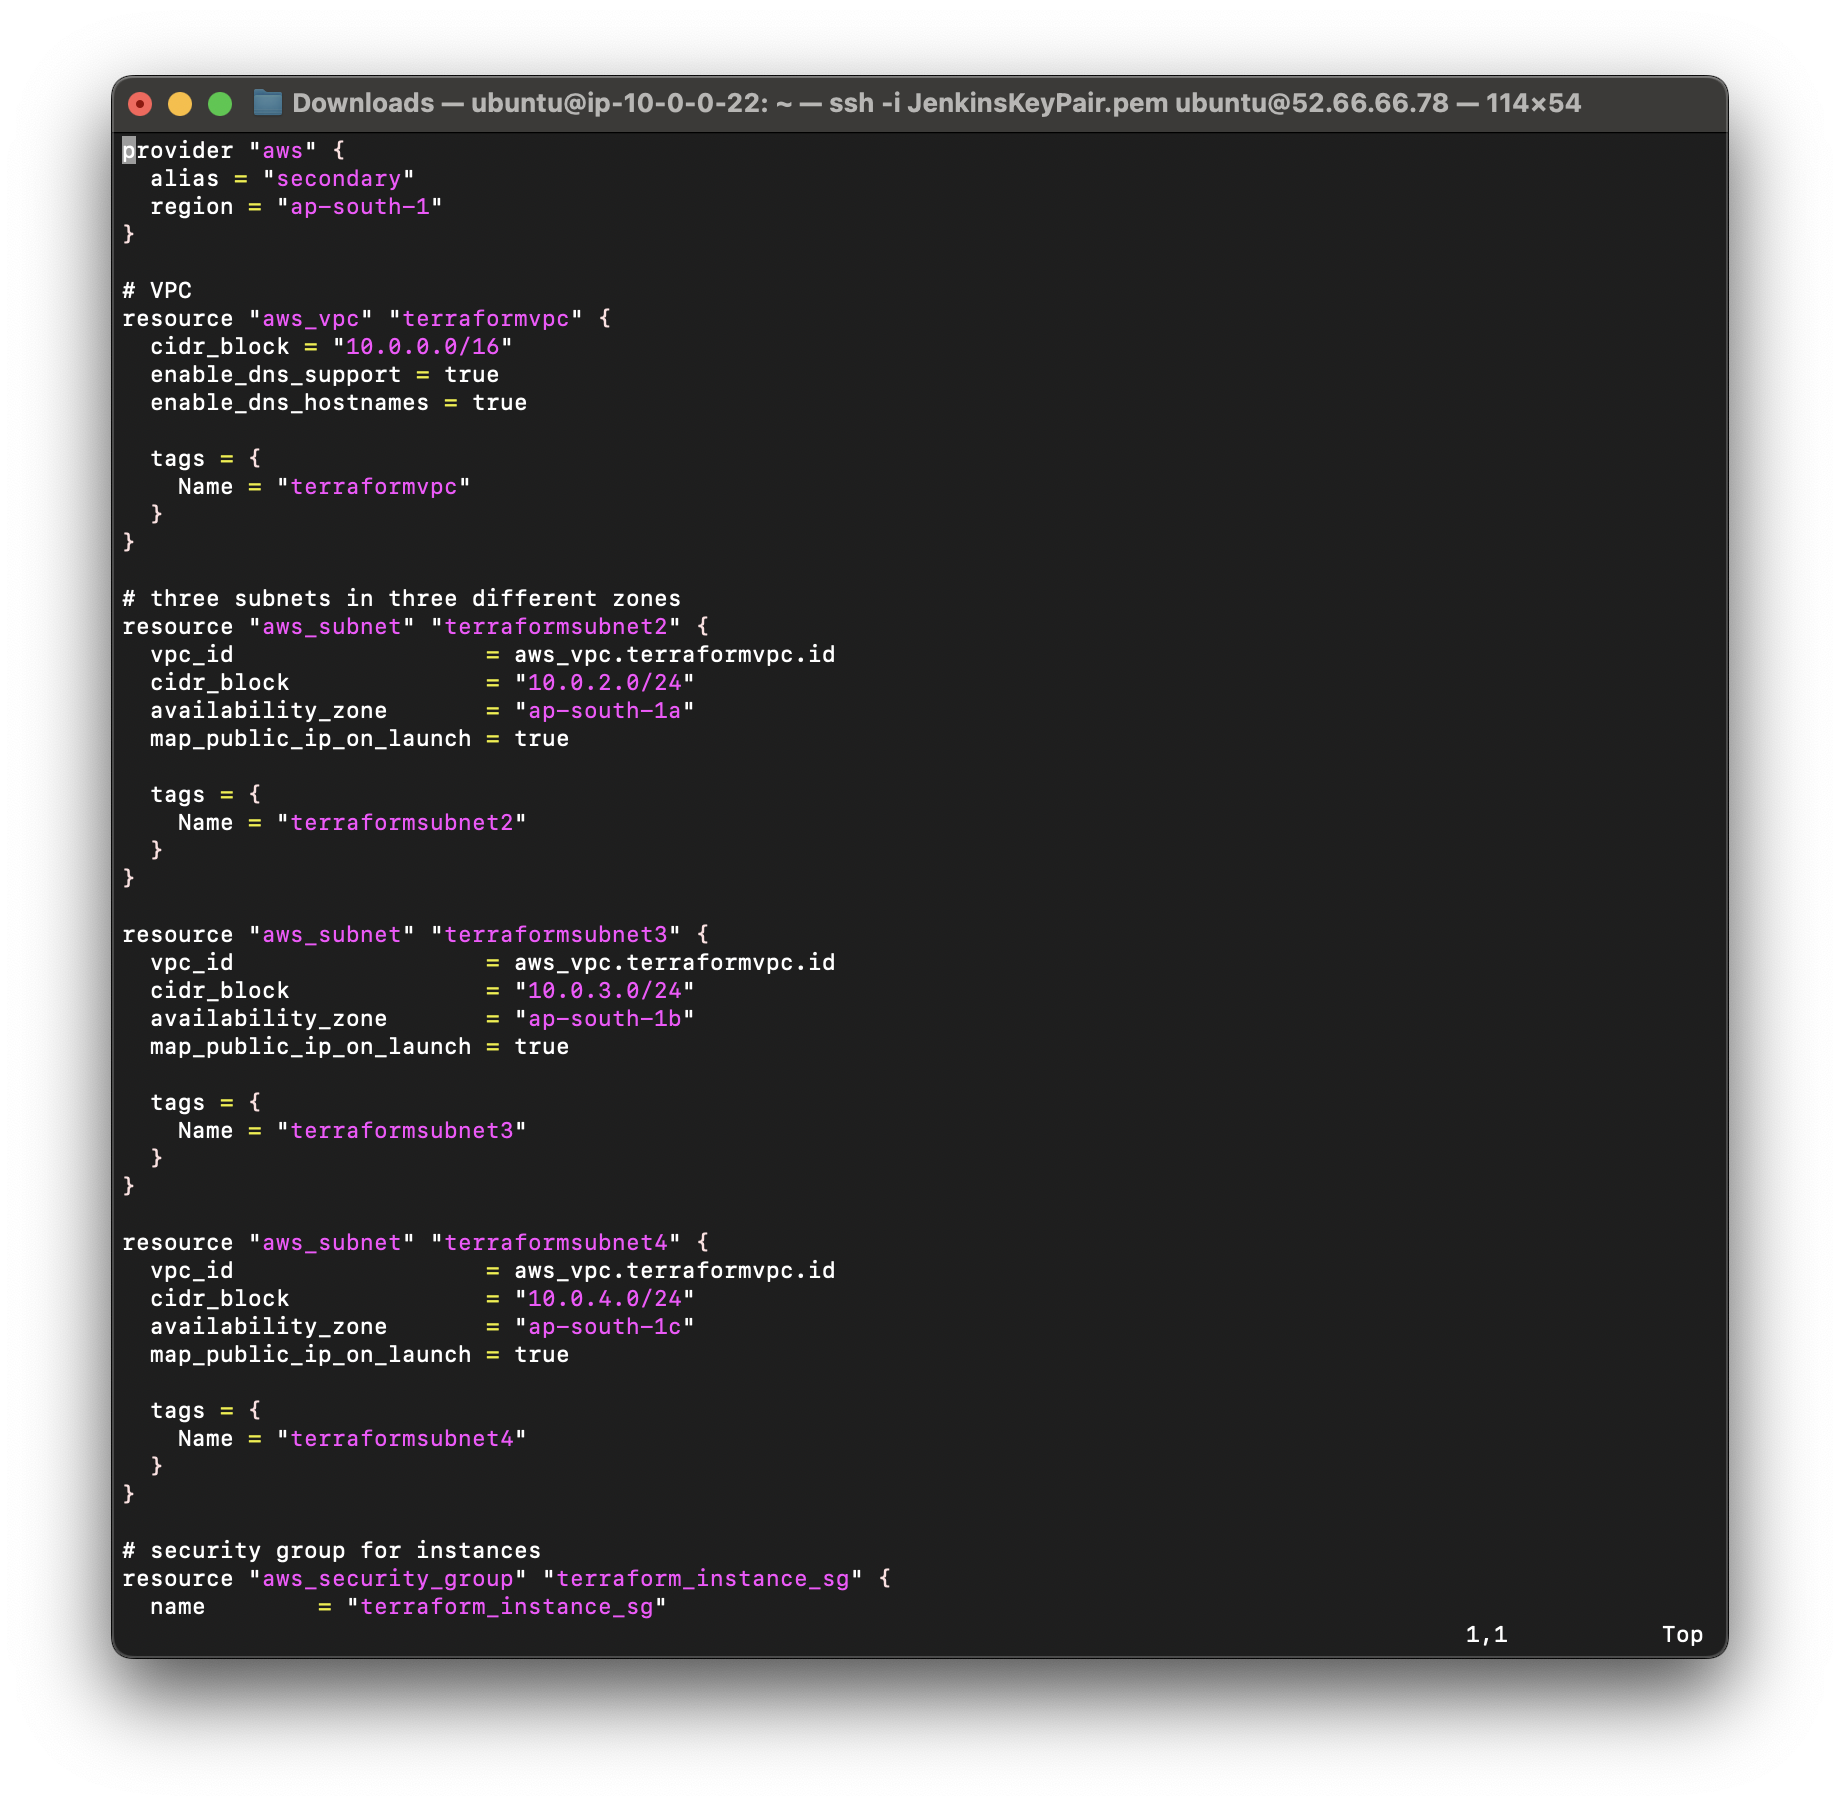 Downloads — ubuntu@ip-10-0-0-22: ~ — ssh -i JenkinsKeyPair.pem ubuntu@52.66.66.78 — 114×54
provider "aws" {
  alias = "secondary"
  region = "ap-south-1"
}

# VPC
resource "aws_vpc" "terraformvpc" {
  cidr_block = "10.0.0.0/16"
  enable_dns_support = true
  enable_dns_hostnames = true

  tags = {
    Name = "terraformvpc"
  }
}

# three subnets in three different zones
resource "aws_subnet" "terraformsubnet2" {
  vpc_id                  = aws_vpc.terraformvpc.id
  cidr_block              = "10.0.2.0/24"
  availability_zone       = "ap-south-1a"
  map_public_ip_on_launch = true

  tags = {
    Name = "terraformsubnet2"
  }
}

resource "aws_subnet" "terraformsubnet3" {
  vpc_id                  = aws_vpc.terraformvpc.id
  cidr_block              = "10.0.3.0/24"
  availability_zone       = "ap-south-1b"
  map_public_ip_on_launch = true

  tags = {
    Name = "terraformsubnet3"
  }
}

resource "aws_subnet" "terraformsubnet4" {
  vpc_id                  = aws_vpc.terraformvpc.id
  cidr_block              = "10.0.4.0/24"
  availability_zone       = "ap-south-1c"
  map_public_ip_on_launch = true

  tags = {
    Name = "terraformsubnet4"
  }
}

# security group for instances
resource "aws_security_group" "terraform_instance_sg" {
  name        = "terraform_instance_sg"
1,1           Top